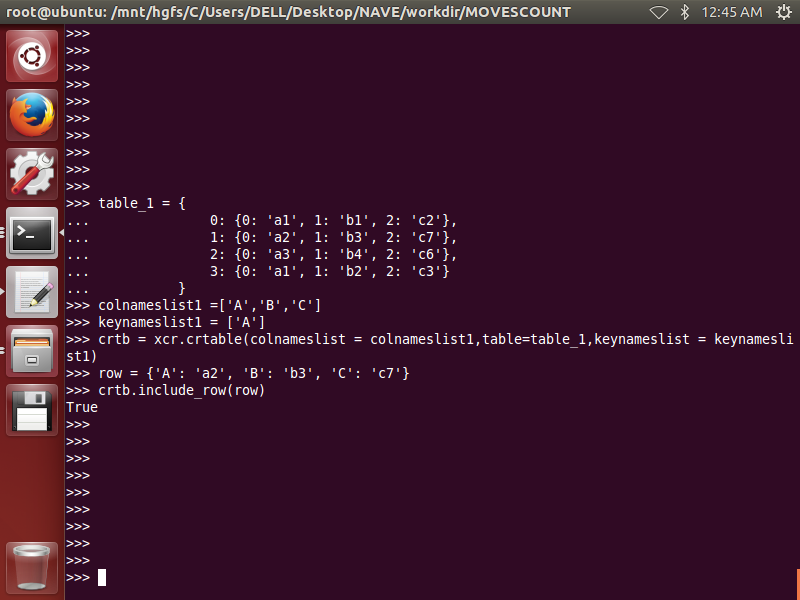 root@ubuntu: /mnt/hgfs/C/Users/DELL/Desktop/NAVE/workdir/MOVESCOUNT 12:45 AM
>>>
>>>
>>>
>>>
>>>
>>>
>>>
>>>
>>>
>>>
>>> table_1 = {
...               0: {0: 'a1', 1: 'b1', 2: 'c2'},
...               1: {0: 'a2', 1: 'b3', 2: 'c7'},
...               2: {0: 'a3', 1: 'b4', 2: 'c6'},
...               3: {0: 'a1', 1: 'b2', 2: 'c3'}
...           }
>>> colnameslist1 =['A','B','C']
>>> keynameslist1 = ['A']
>>> crtb = xcr.crtable(colnameslist = colnameslist1,table=table_1,keynameslist = keynamesli
st1)
>>> row = {'A': 'a2', 'B': 'b3', 'C': 'c7'}
>>> crtb.include_row(row)
True
>>>
>>>
>>>
>>>
>>>
>>>
>>>
>>>
>>>
>>>